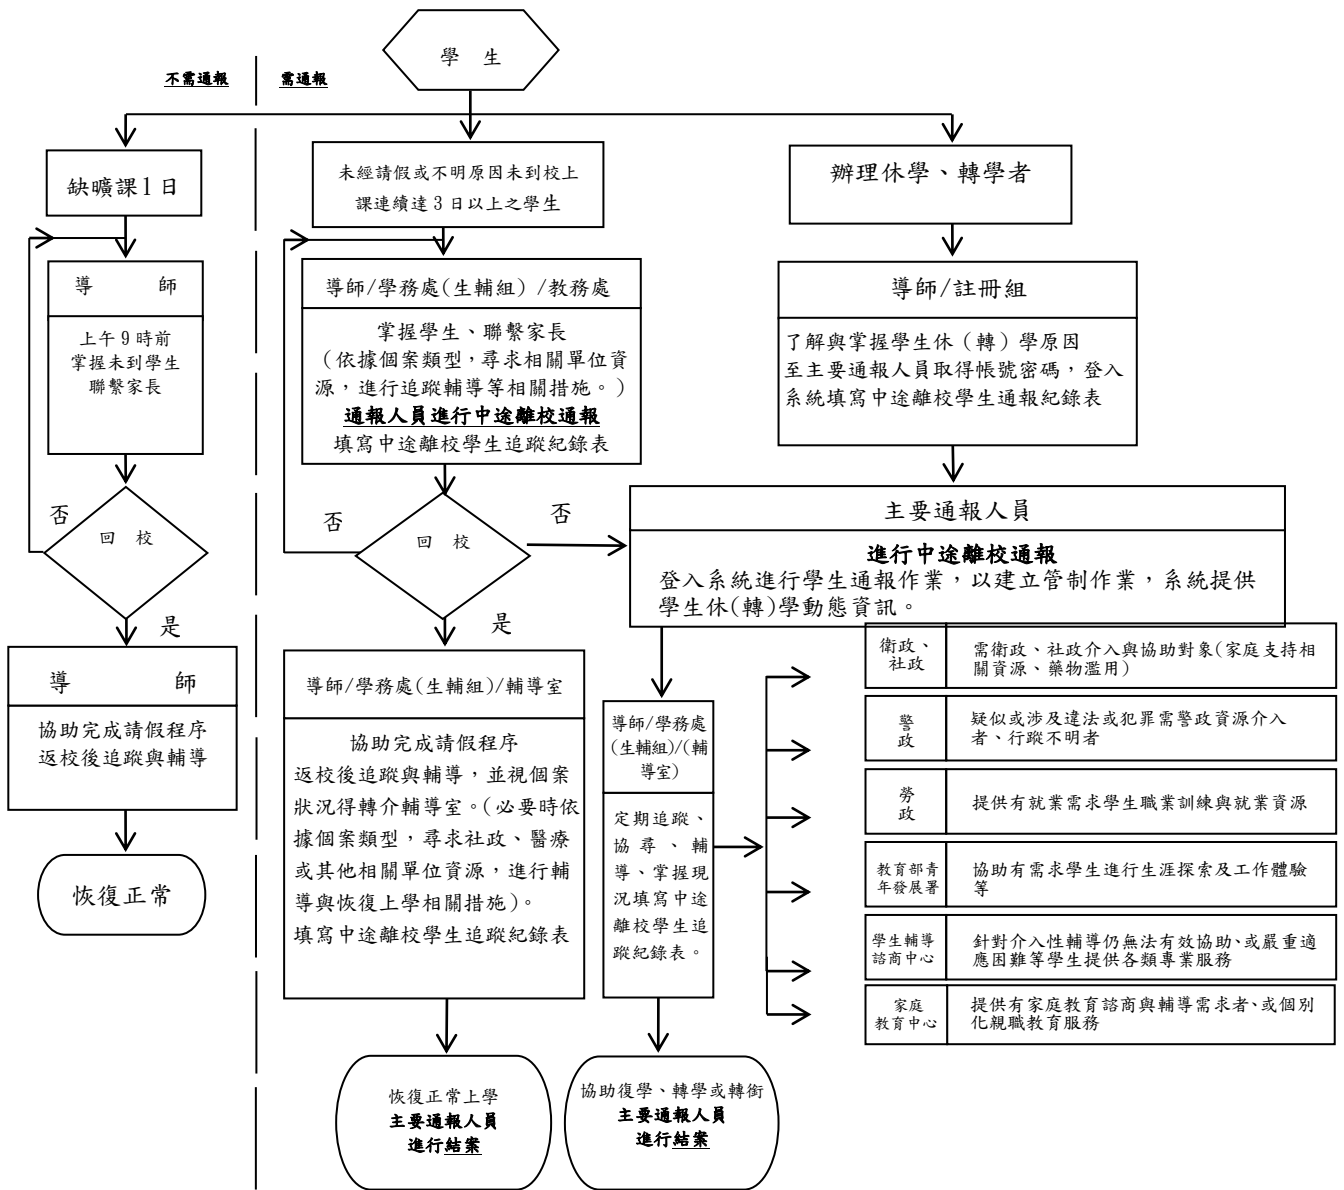 學 生
不需通報
需通報
缺曠課1日
導 師
上午9時前
掌握未到學生
聯繫家長
否
回 校
是
導 師
協助完成請假程序
返校後追蹤與輔導
恢復正常
未經請假或不明原因未到校上
課連續達3日以上之學生
導師/學務處(生輔組) /教務處
掌握學生、聯繫家長
(依據個案類型，尋求相關單位資
源，進行追蹤輔導等相關措施。)
通報人員進行中途離校通報
填寫中途離校學生追蹤紀錄表
否
回 校
否
是
導師/學務處(生輔組)/輔導室
協助完成請假程序
返校後追蹤與輔導，並視個案
狀況得轉介輔導室。(必要時依
據個案類型，尋求社政、醫療
或其他相關單位資源，進行輔
導與恢復上學相關措施)。
填寫中途離校學生追蹤紀錄表
恢復正常上學
主要通報人員
進行結案
辦理休學、轉學者
導師/註冊組
了解與掌握學生休（轉）學原因
至主要通報人員取得帳號密碼，登入
系統填寫中途離校學生通報紀錄表
主要通報人員
進行中途離校通報
登入系統進行學生通報作業，以建立管制作業，系統提供
學生休(轉)學動態資訊。
導師/學務處
(生輔組)/(輔
導室)
定期追蹤、
協尋、輔
導、掌握現
況填寫中途
離校學生追
蹤紀錄表。
協助復學、轉學或轉銜
主要通報人員
進行結案
衛政、
社政
需衛政、社政介入與協助對象(家庭支持相
關資源、藥物濫用)
警
政
疑似或涉及違法或犯罪需警政資源介入
者、行蹤不明者
勞
政
提供有就業需求學生職業訓練與就業資源
教育部青
年發展署
協助有需求學生進行生涯探索及工作體驗
等
學生輔導
諮商中心
針對介入性輔導仍無法有效協助、或嚴重適
應困難等學生提供各類專業服務
家庭
教育中心
提供有家庭教育諮商與輔導需求者、或個別
化親職教育服務